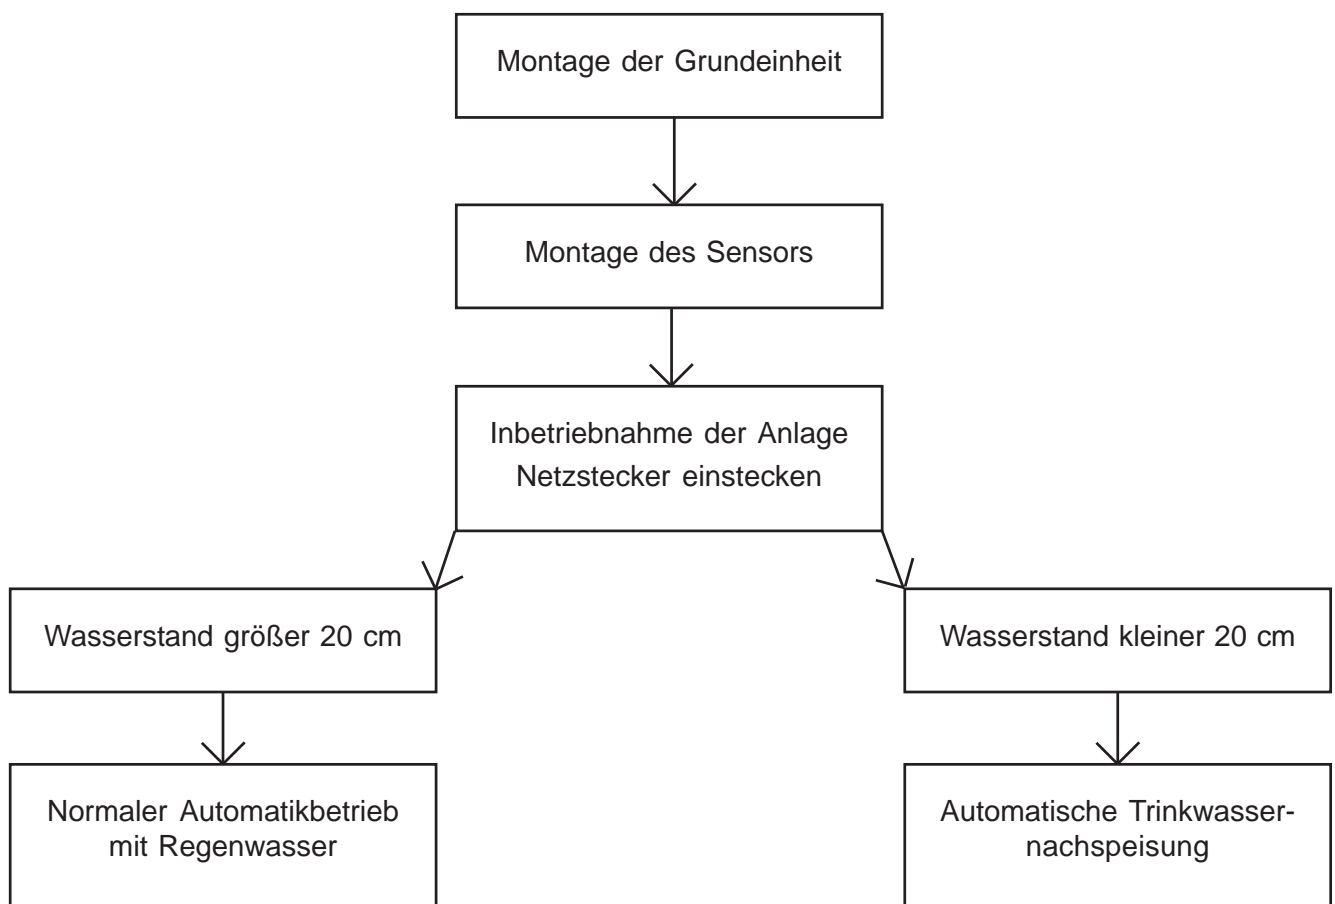 Montage der Grundeinheit
Montage des Sensors
Inbetriebnahme der Anlage
Netzstecker einstecken
Wasserstand größer 20 cm
Wasserstand kleiner 20 cm
Normaler Automatikbetrieb
mit Regenwasser
Automatische Trinkwasser-
nachspeisung